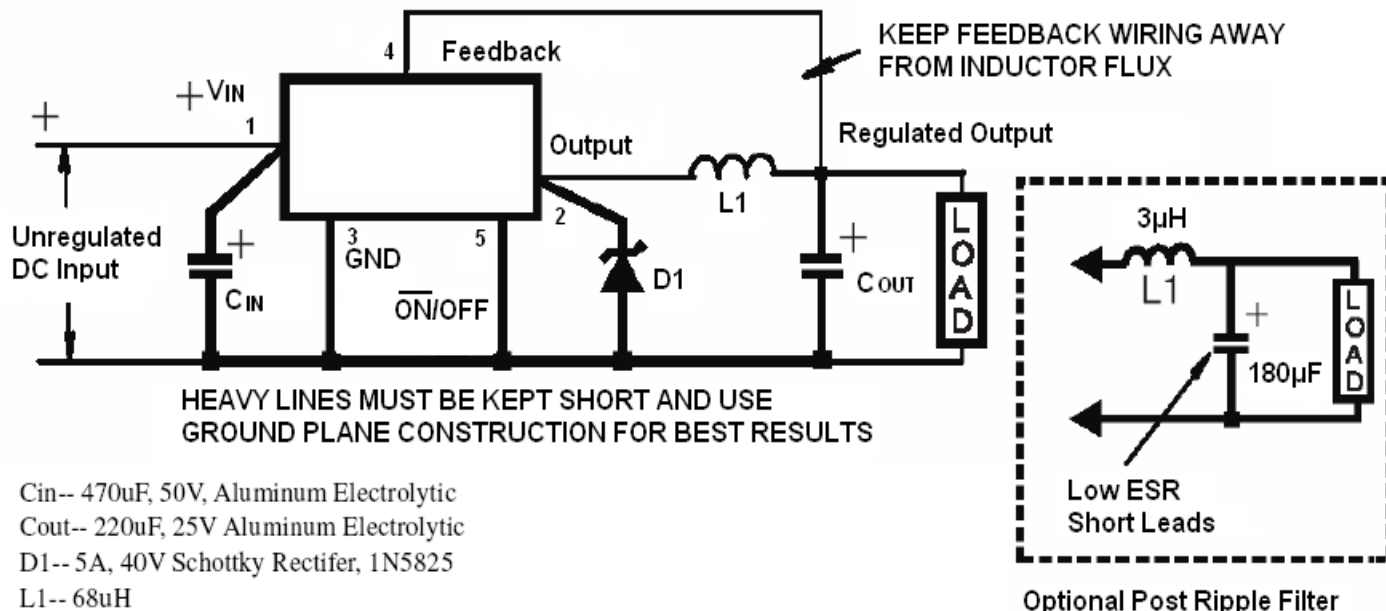 4
Feedback
KEEP FEEDBACK WIRING AWAY
FROM INDUCTOR FLUX
+VIN
+
1
Output
Regulated Output
L1
2
Unregulated
DC Input
+
CIN
3
GND
5
ON/OFF
D1
+
COUT
LOAD
HEAVY LINES MUST BE KEPT SHORT AND USE
GROUND PLANE CONSTRUCTION FOR BEST RESULTS
3µH
L1
+
180µF
LOAD
Low ESR
Short Leads
Optional Post Ripple Filter
Cin-- 470uF, 50V, Aluminum Electrolytic
Cout-- 220uF, 25V Aluminum Electrolytic
D1-- 5A, 40V Schottky Rectifer, 1N5825
L1-- 68uH